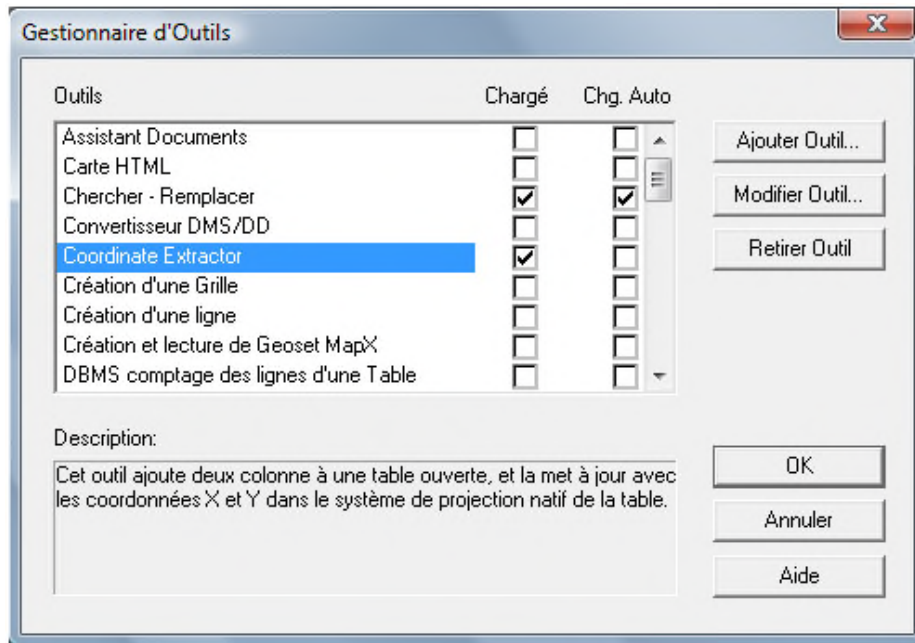 Gestionnaire d'Outils
Outils Chargé Chg. Auto
Assistant Documents
Carte HTML
Chercher - Remplacer
Convertisseur DMS/DD
Coordinate Extractor
Création d'une Grille
Création d'une ligne
Création et lecture de Geoset MapX
DBMS comptage des lignes d'une Table
Ajouter Outil...
Modifier Outil...
Retirer Outil
Description:
Cet outil ajoute deux colonne à une table ouverte, et la met à jour avec
les coordonnées X et Y dans le système de projection natif de la table.
OK
Annuler
Aide